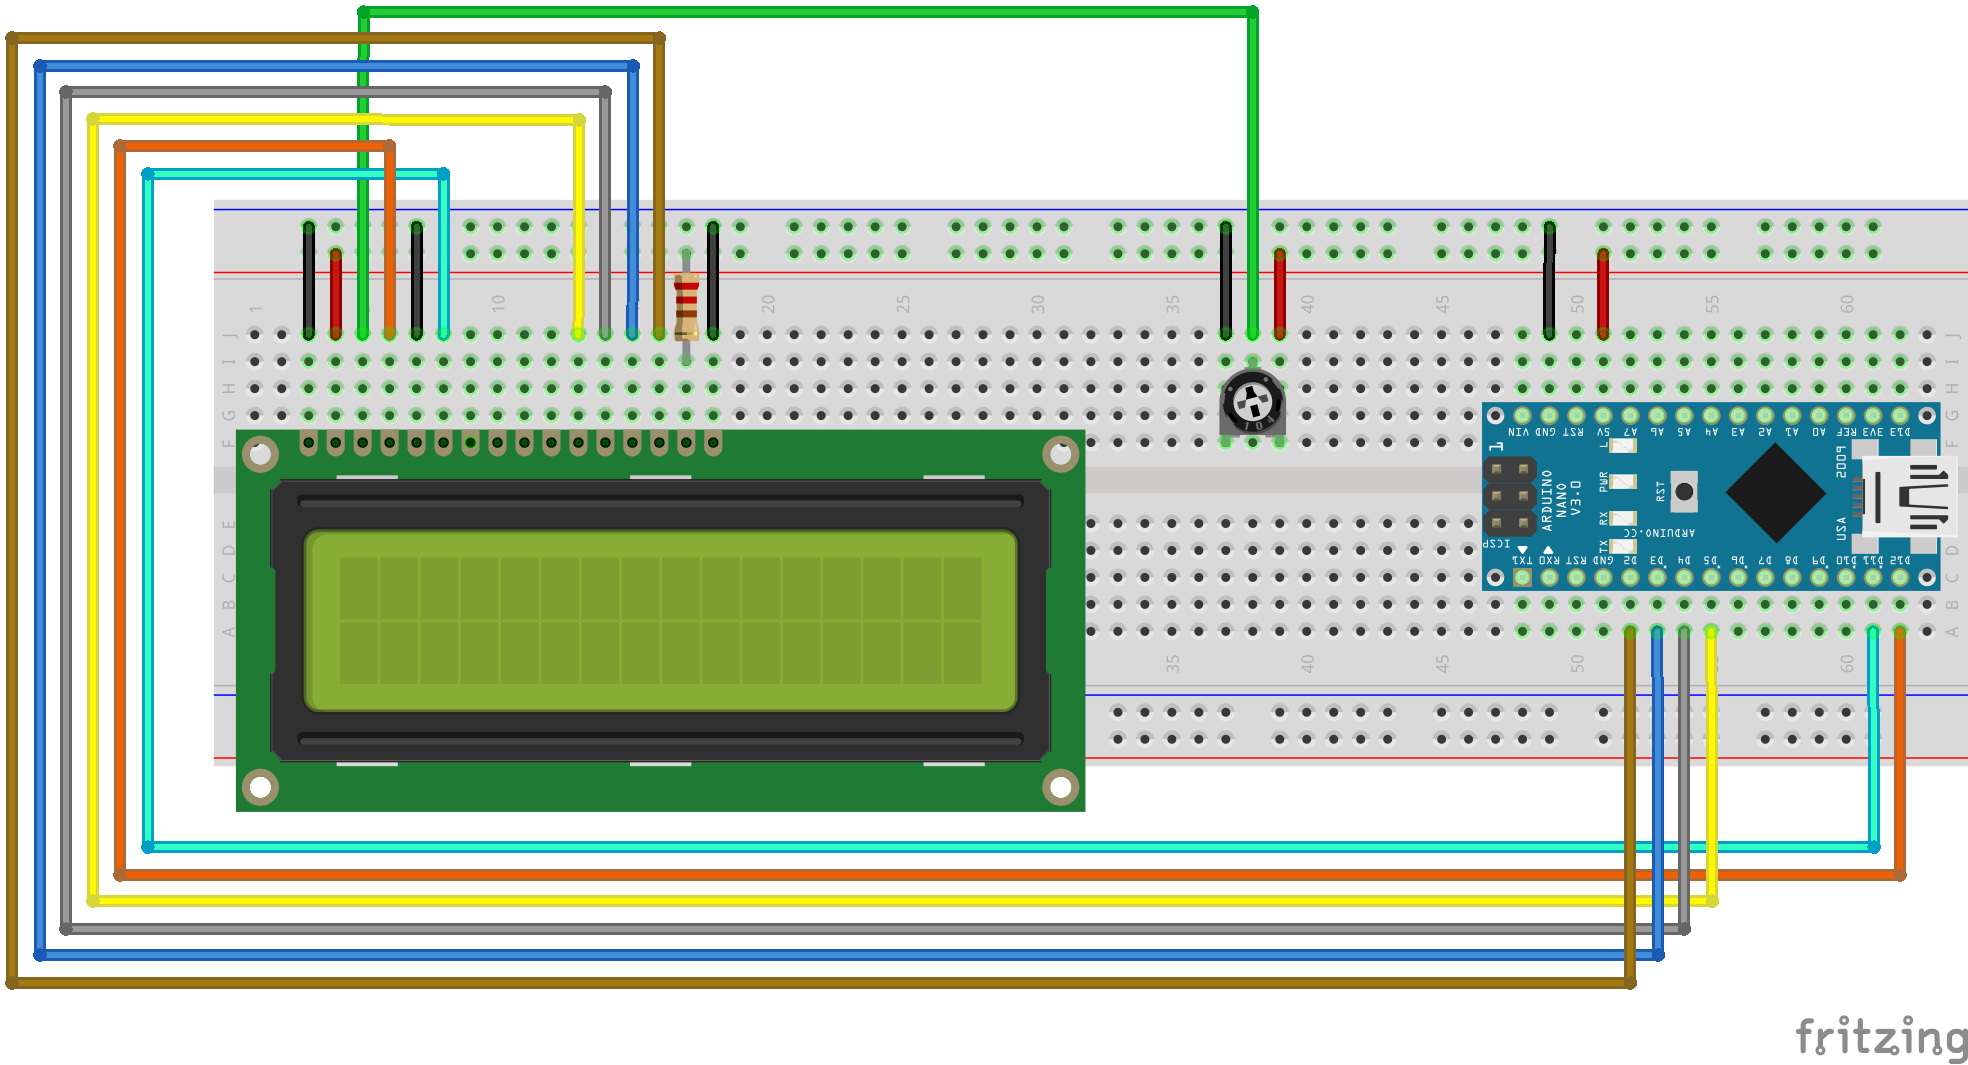 1
10
20
25
30
35
40
45
50
55
60
J
J
I
I
H
H
G
G
F
F
VIN GND RST 5V A7 A6 A5 A4 A3 A2 A1 A0 REF 3V3 D13
1
L
PWR
RX
TX
RST
ARDUINO
NANO
V3.0
ARDUINO.CC
USA
ICSP
104
TX1 RX0 RST GND D2 D3 D4 D5 D6 D7 D8 D9 D10 D11 D12
E
D
D
C
C
B
B
A
A
35
40
45
50
60
fritzing